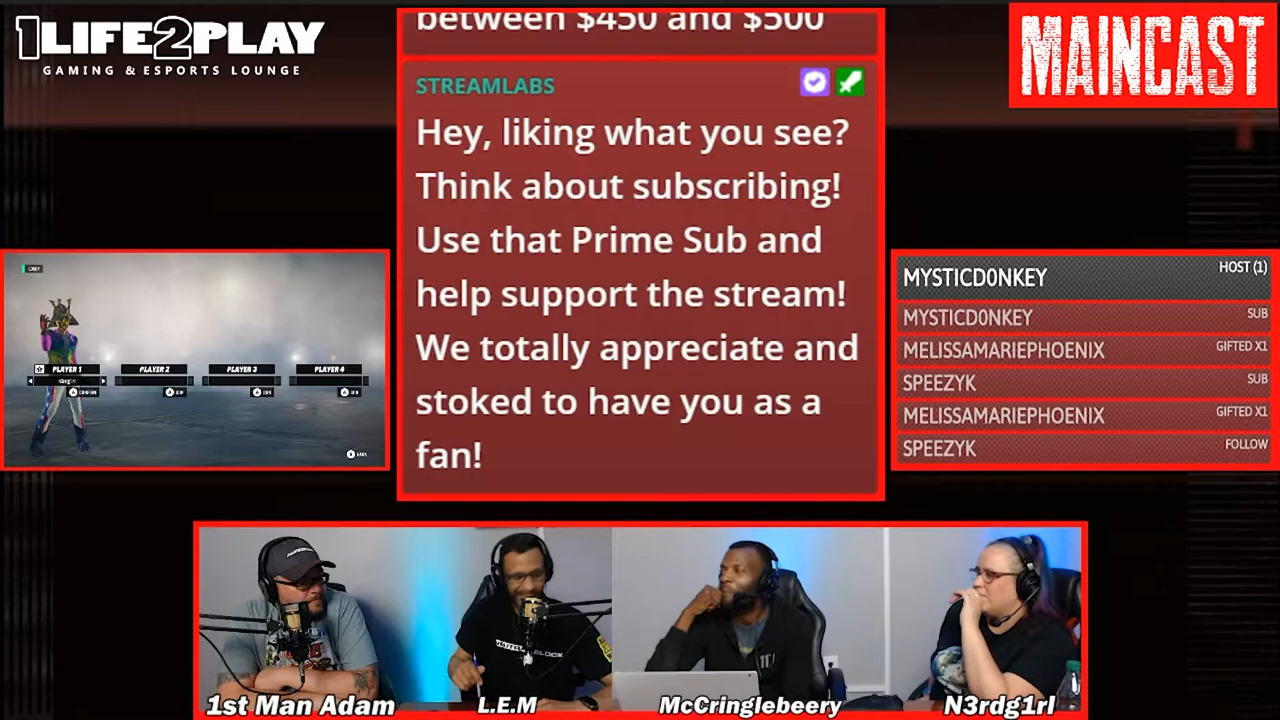 1LIFE2PLAY
GAMING & ESPORTS LOUNGE
between $450 and $500
STREAMLABS
Hey, liking what you see?
Think about subscribing!
Use that Prime Sub and
help support the stream!
We totally appreciate and
stoked to have you as a
fan!
MAINCAST
PLAYER 1
PLAYER 2
PLAYER 3
PLAYER 4
MYSTICD0NKEY HOST (1)
MYSTICD0NKEY SUB
MELISSAMARIEPHOENIX GIFTED X1
SPEEZYK SUB
MELISSAMARIEPHOENIX GIFTED X1
SPEEZYK FOLLOW
1st Man Adam
L.E.M
McCringlebeery
N3rdg1rl